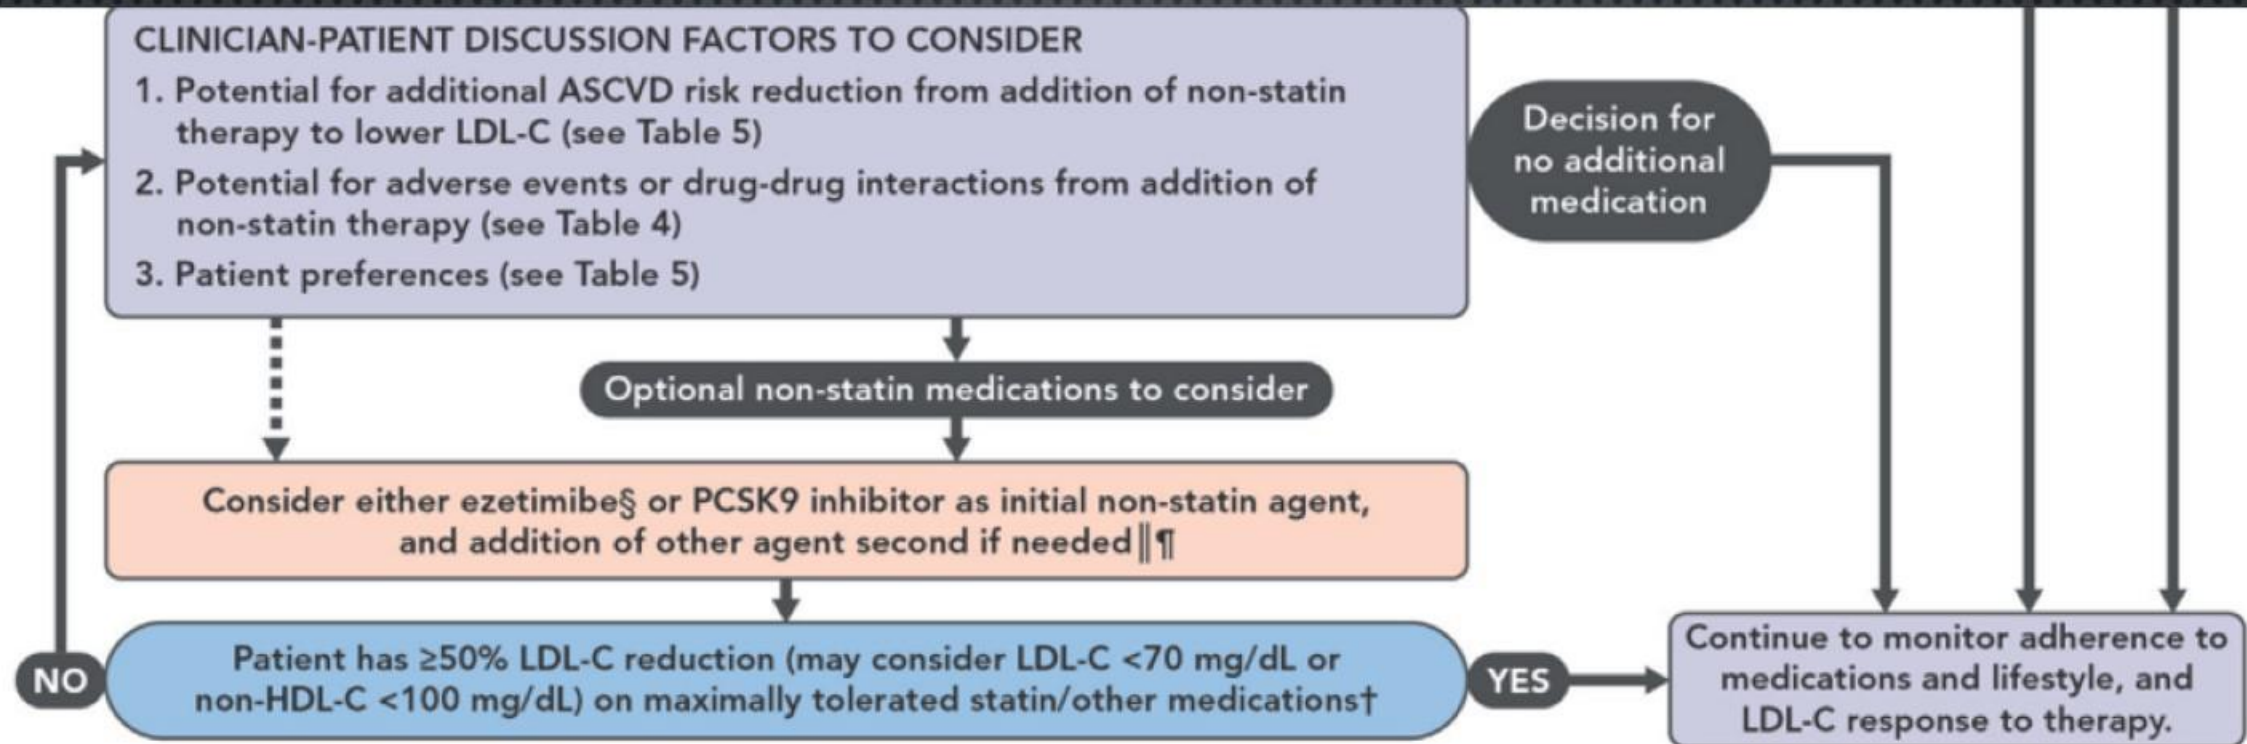 CLINICIAN-PATIENT DISCUSSION FACTORS TO CONSIDER
1. Potential for additional ASCVD risk reduction from addition of non-statin
therapy to lower LDL-C (see Table 5)
2. Potential for adverse events or drug-drug interactions from addition of
non-statin therapy (see Table 4)
3. Patient preferences (see Table 5)
Decision for
no additional
medication
Optional non-statin medications to consider
Consider either ezetimibe§ or PCSK9 inhibitor as initial non-statin agent,
and addition of other agent second if needed‖¶
NO
Patient has ≥50% LDL-C reduction (may consider LDL-C <70 mg/dL or
non-HDL-C <100 mg/dL) on maximally tolerated statin/other medications†
YES
Continue to monitor adherence to
medications and lifestyle, and
LDL-C response to therapy.